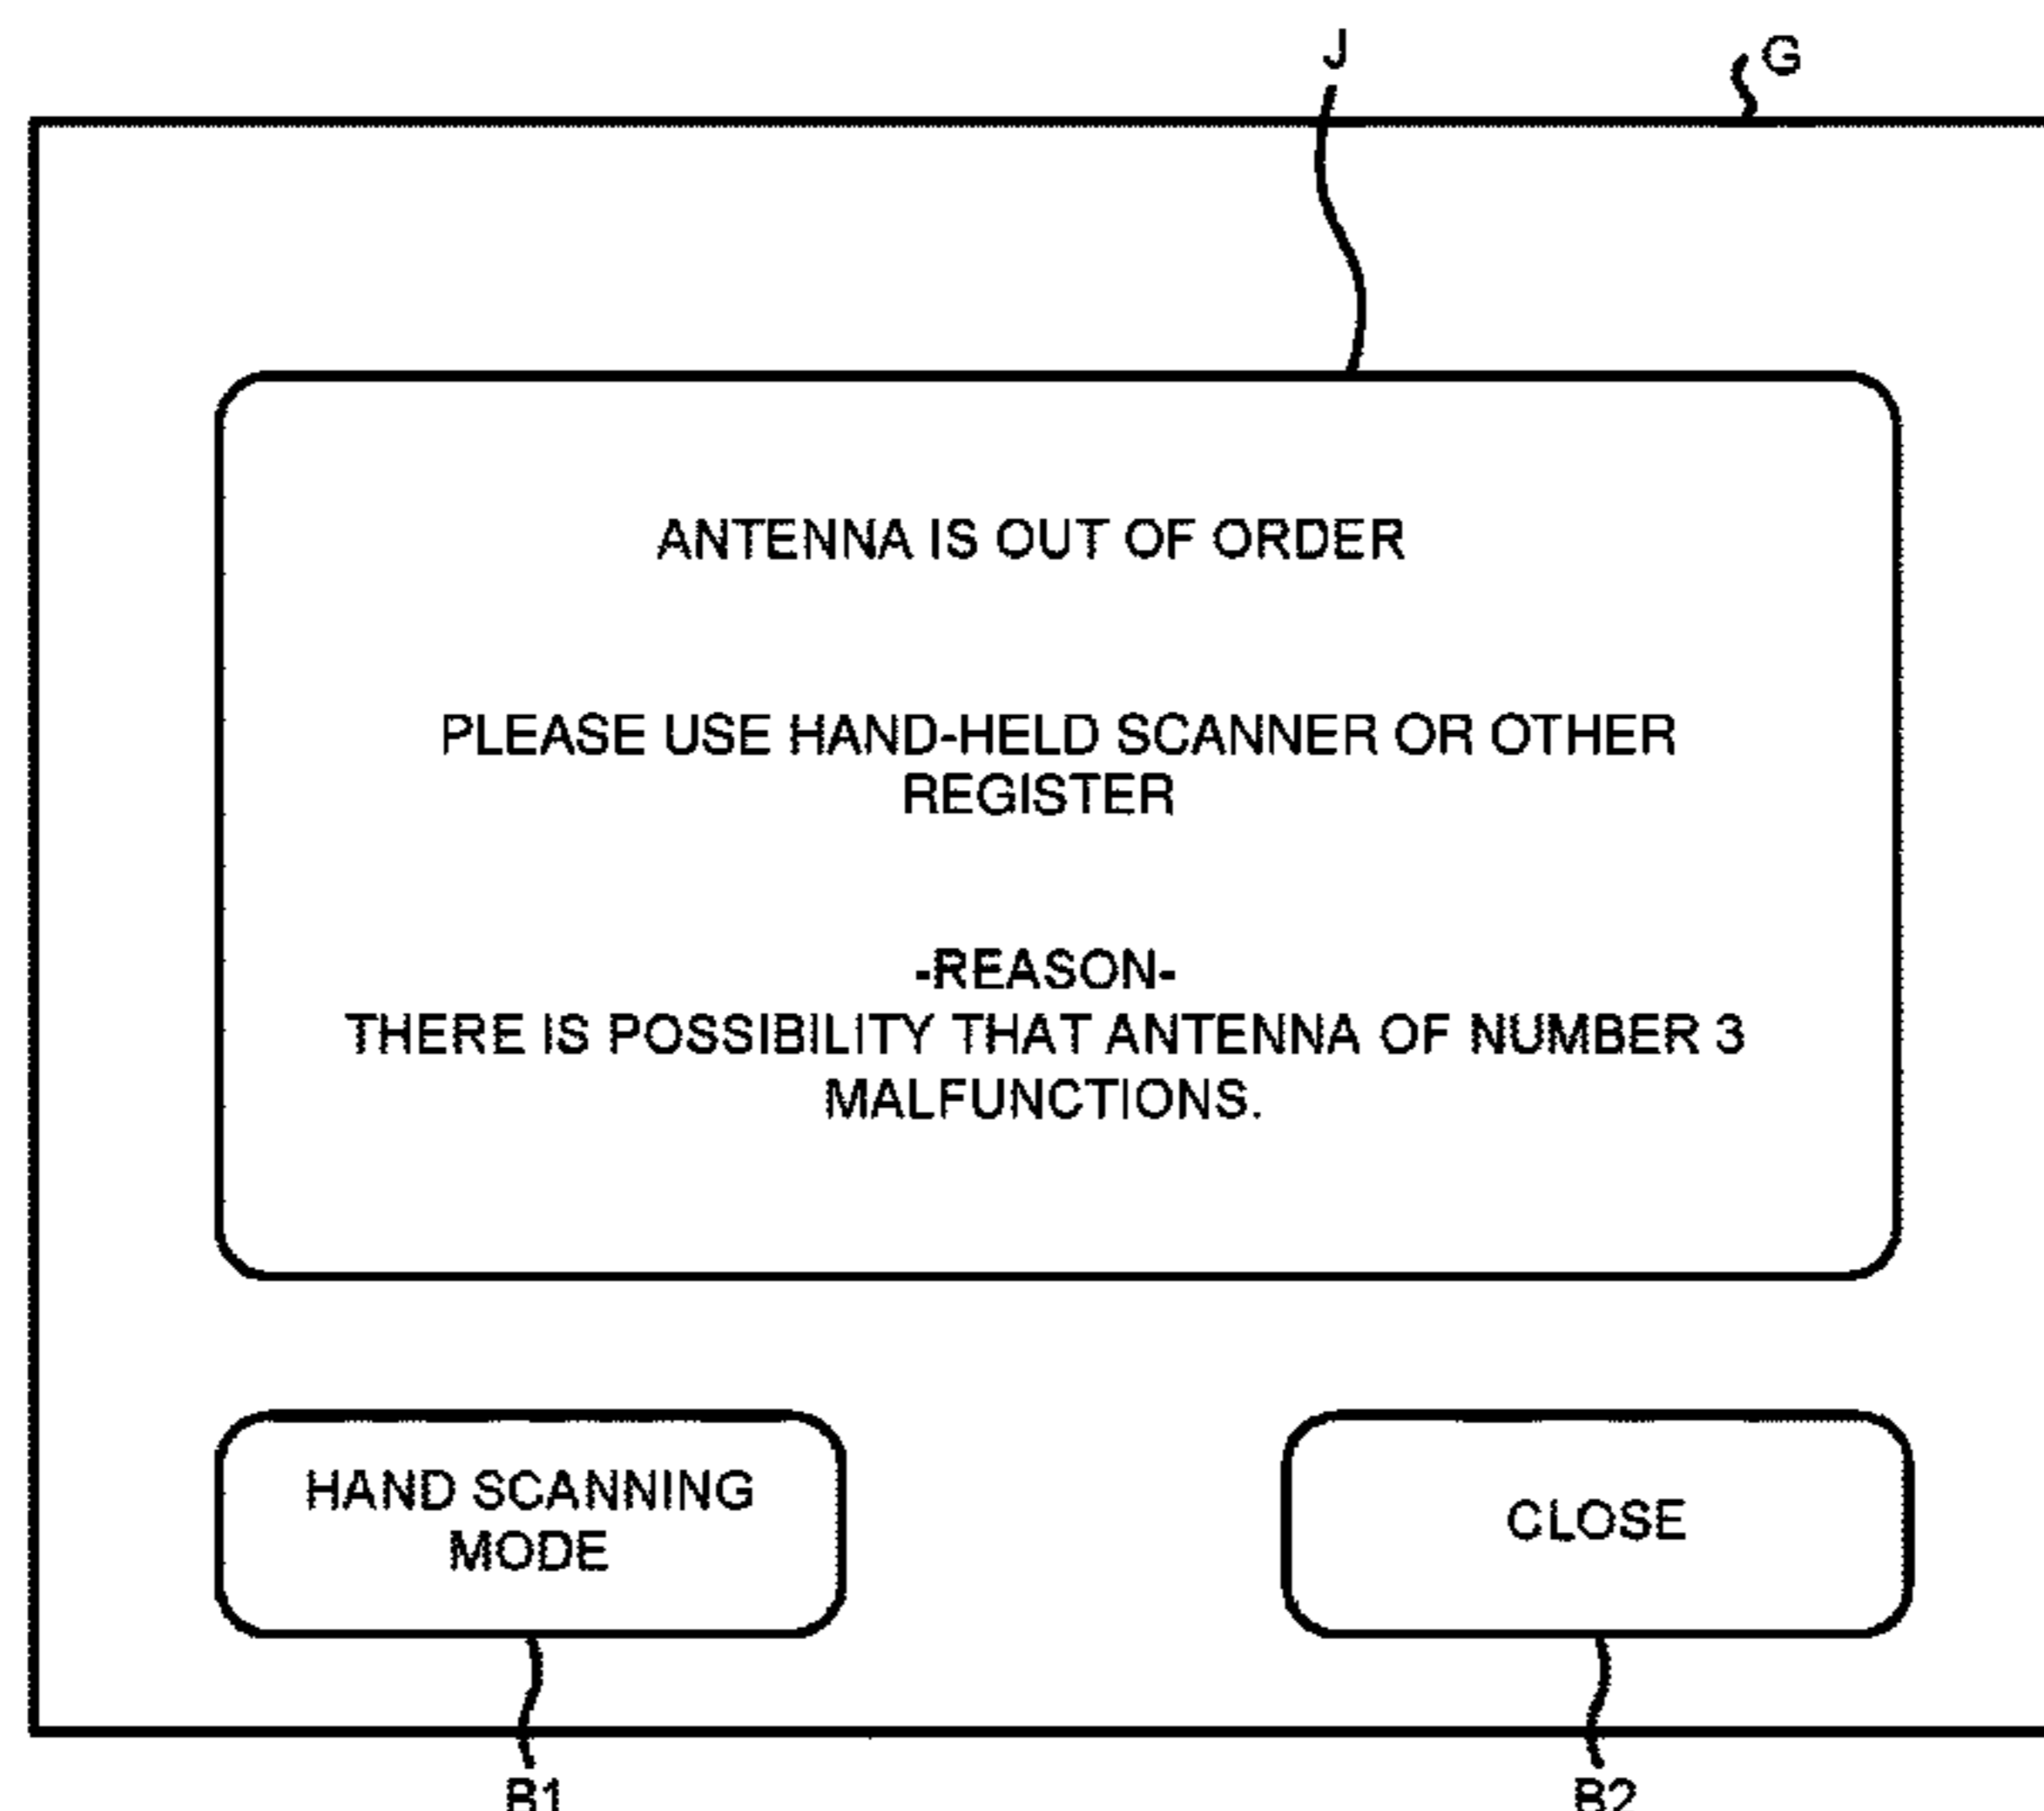 J
G
ANTENNA IS OUT OF ORDER
PLEASE USE HAND-HELD SCANNER OR OTHER
REGISTER
-REASON-
THERE IS POSSIBILITY THAT ANTENNA OF NUMBER 3
MALFUNCTIONS.
HAND SCANNING
MODE
CLOSE
B1
B2